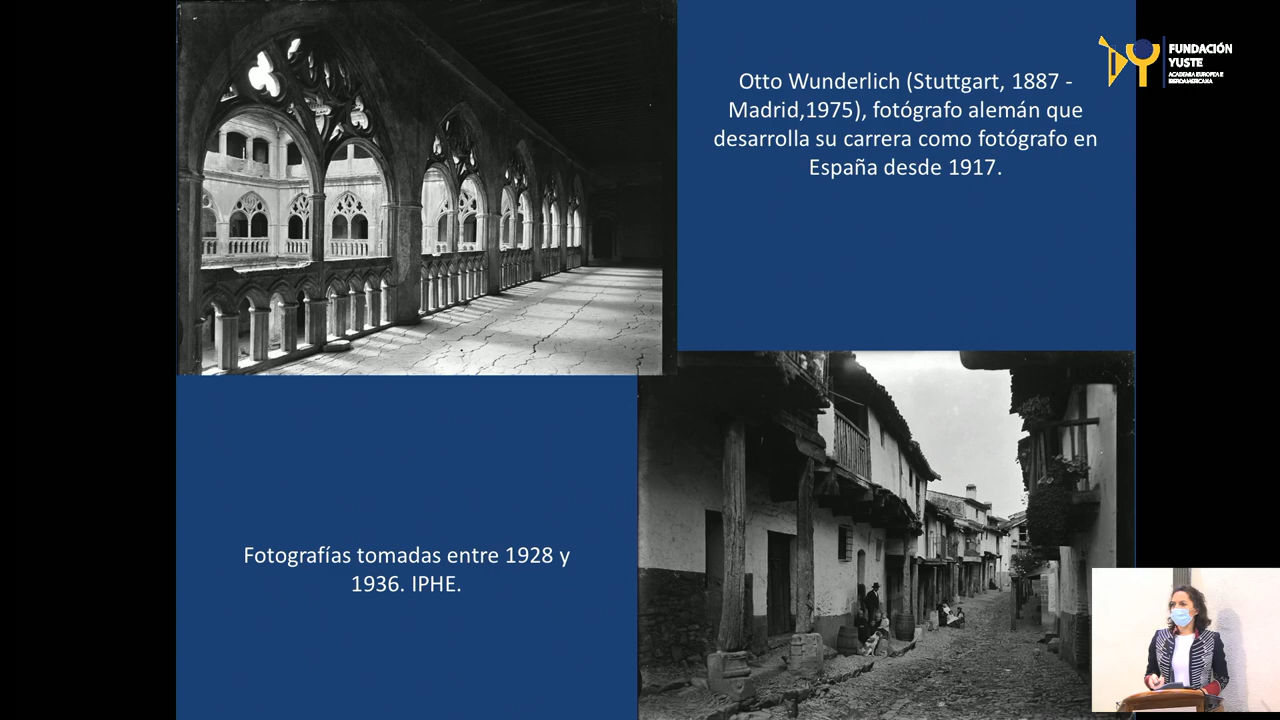 Otto Wunderlich (Stuttgart, 1887 -
Madrid,1975), fotógrafo alemán que
desarrolla su carrera como fotógrafo en
España desde 1917.
FUNDACIÓN
YUSTE
ACADEMIA EUROPEA E
IBEROAMERICANA
Fotografías tomadas entre 1928 y
1936. IPHE.